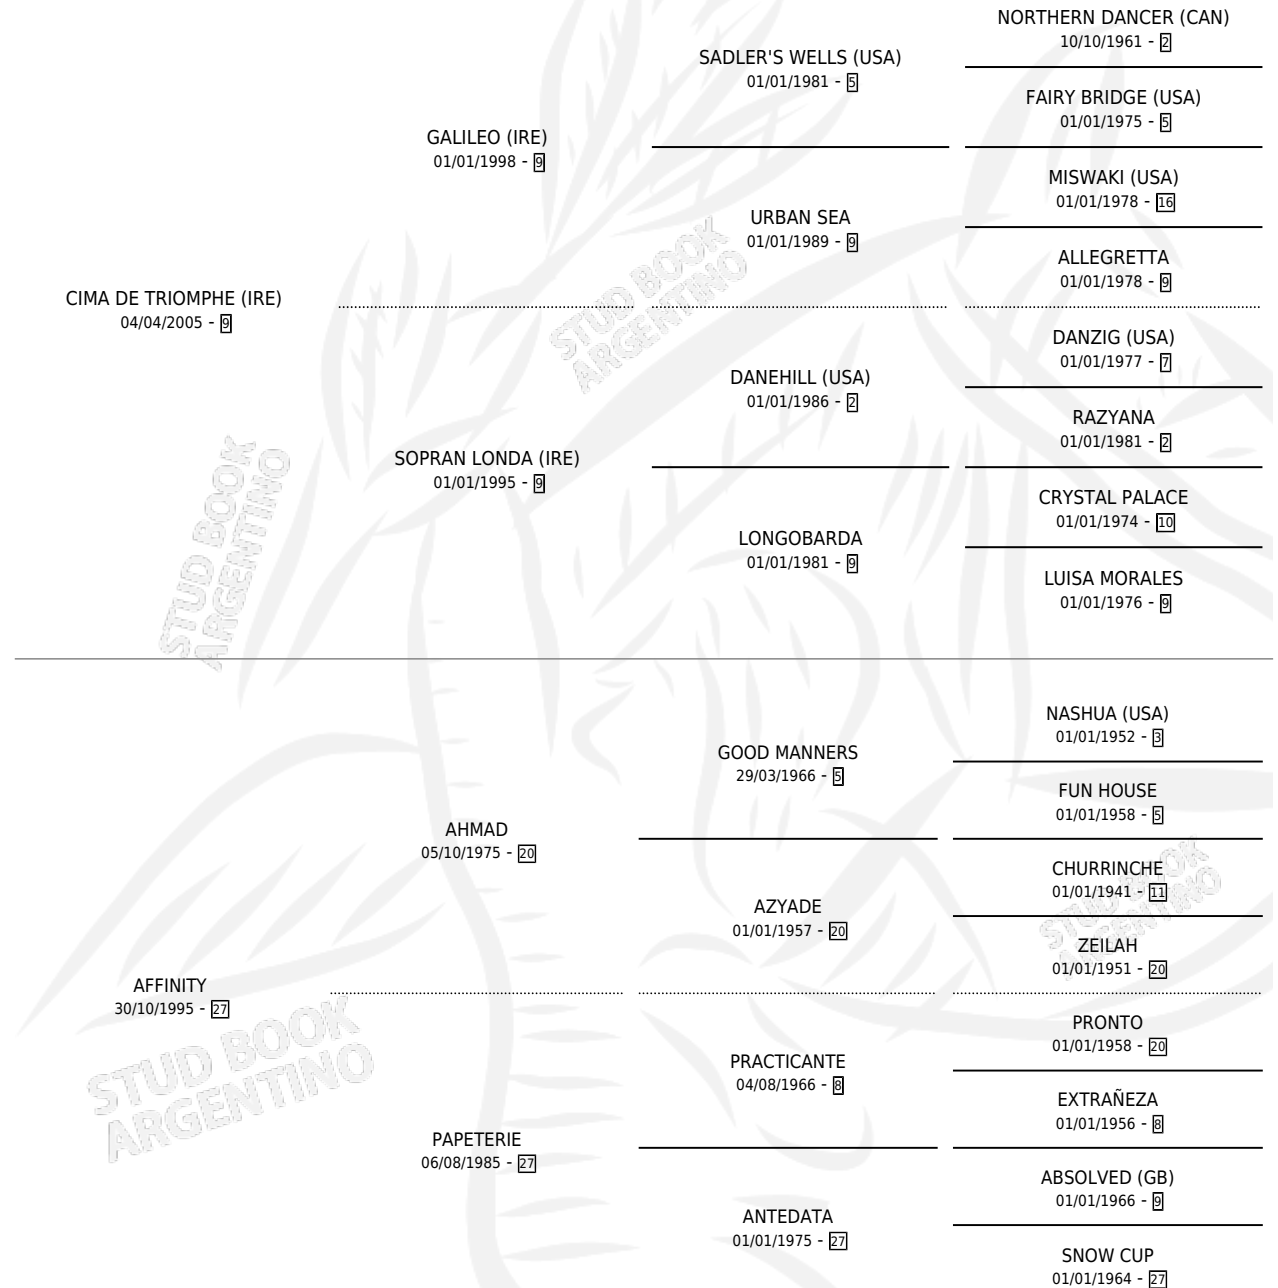 NORTHERN DANCER (CAN)
10/10/1961 - 2
SADLER'S WELLS (USA)
01/01/1981 - 5
FAIRY BRIDGE (USA)
01/01/1975 - 5
GALILEO (IRE)
01/01/1998 - 9
MISWAKI (USA)
01/01/1978 - 16
URBAN SEA
01/01/1989 - 9
ALLEGRETTA
01/01/1978 - 9
CIMA DE TRIOMPHE (IRE)
04/04/2005 - 9
STUD BOOK
ARGENTINO
DANZIG (USA)
01/01/1977 - 7
DANEHILL (USA)
01/01/1986 - 2
RAZYANA
01/01/1981 - 2
SOPRAN LONDA (IRE)
01/01/1995 - 9
CRYSTAL PALACE
01/01/1974 - 10
LONGOBARDA
01/01/1981 - 9
LUISA MORALES
01/01/1976 - 9
STUD BOOK
ARGENTINO
NASHUA (USA)
01/01/1952 - 3
GOOD MANNERS
29/03/1966 - 5
FUN HOUSE
01/01/1958 - 5
AHMAD
05/10/1975 - 20
CHURRINCHE
01/01/1941 - 11
AZYADE
01/01/1957 - 20
STUD BOOK
ARGENTINO
ZEILAH
01/01/1951 - 20
AFFINITY
30/10/1995 - 27
PRONTO
01/01/1958 - 20
PRACTICANTE
04/08/1966 - 8
EXTRAÑEZA
01/01/1956 - 8
STUD BOOK
ARGENTINO
PAPETERIE
06/08/1985 - 27
ABSOLVED (GB)
01/01/1966 - 9
ANTEDATA
01/01/1975 - 27
SNOW CUP
01/01/1964 - 27